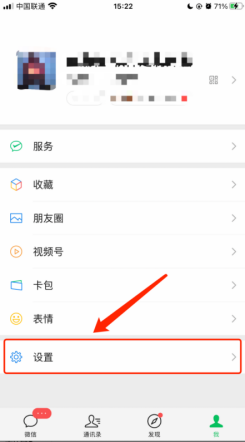 中国联通 15:22 71%
服务
收藏
朋友圈
视频号
卡包
表情
设置
微信 通讯录 发现 我